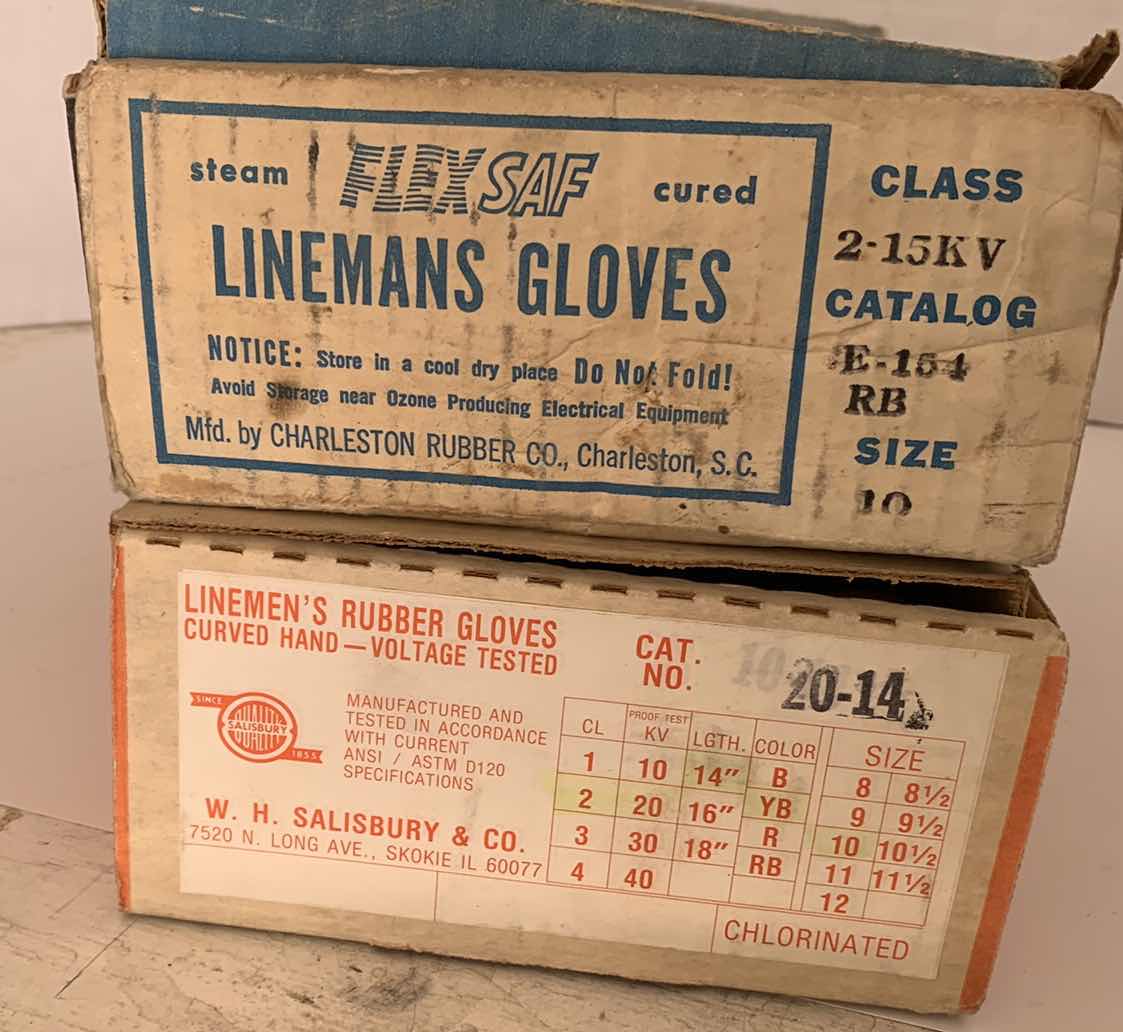 steam FLEX SAF cured
LINEMANS GLOVES
NOTICE: Store in a cool dry place Do Not Fold!
Avoid Storage near Ozone Producing Electrical Equipment
Mfd. by CHARLESTON RUBBER CO., Charleston, S.C.
CLASS
2-15KV
CATALOG
E-154
RB
SIZE
10
LINEMEN'S RUBBER GLOVES
CURVED HAND—VOLTAGE TESTED
CAT.
NO.
20-14
SINCE
QUALITY
SALISBURY
QUALITY
1855
MANUFACTURED AND
TESTED IN ACCORDANCE
WITH CURRENT
ANSI / ASTM D120
SPECIFICATIONS
W. H. SALISBURY & CO.
7520 N. LONG AVE., SKOKIE IL 60077
CL PROOF TEST KV LGTH. COLOR SIZE
1 10 14" B 8 8½
2 20 16" YB 9 9½
3 30 18" R 10 10½
4 40 RB 11 11½
12
CHLORINATED